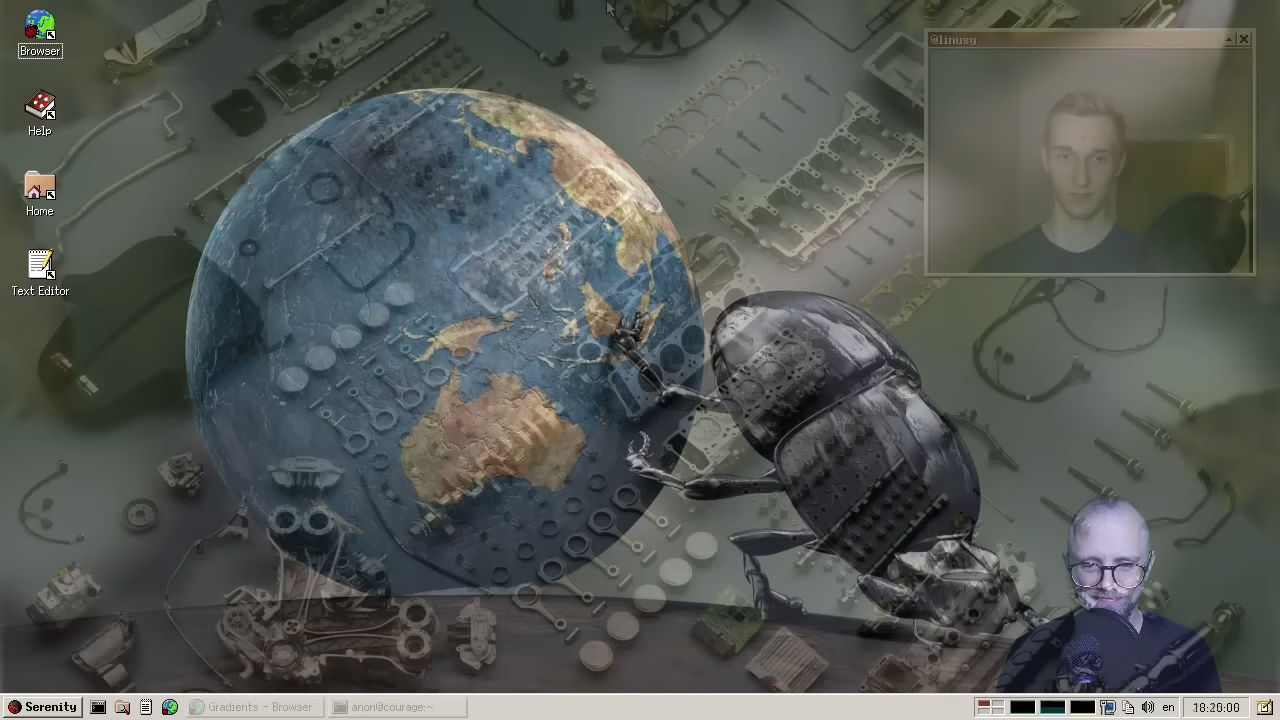 Browser
@linusg
Help
Home
Text Editor
Serenity
Gradients - Browser
anon@courage:~
en
18:20:00